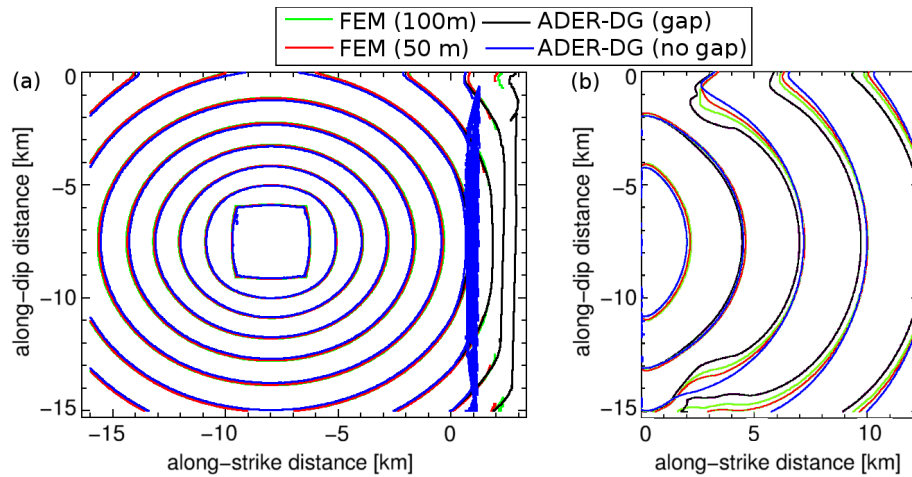 FEM (100m) ADER-DG (gap)
FEM (50 m) ADER-DG (no gap)
(a) (b)
0 0
−5 −5
−10 −10
−15 −15
along−dip distance [km] along−dip distance [km]
−15 −10 −5 0 0 5 10
along−strike distance [km] along−strike distance [km]